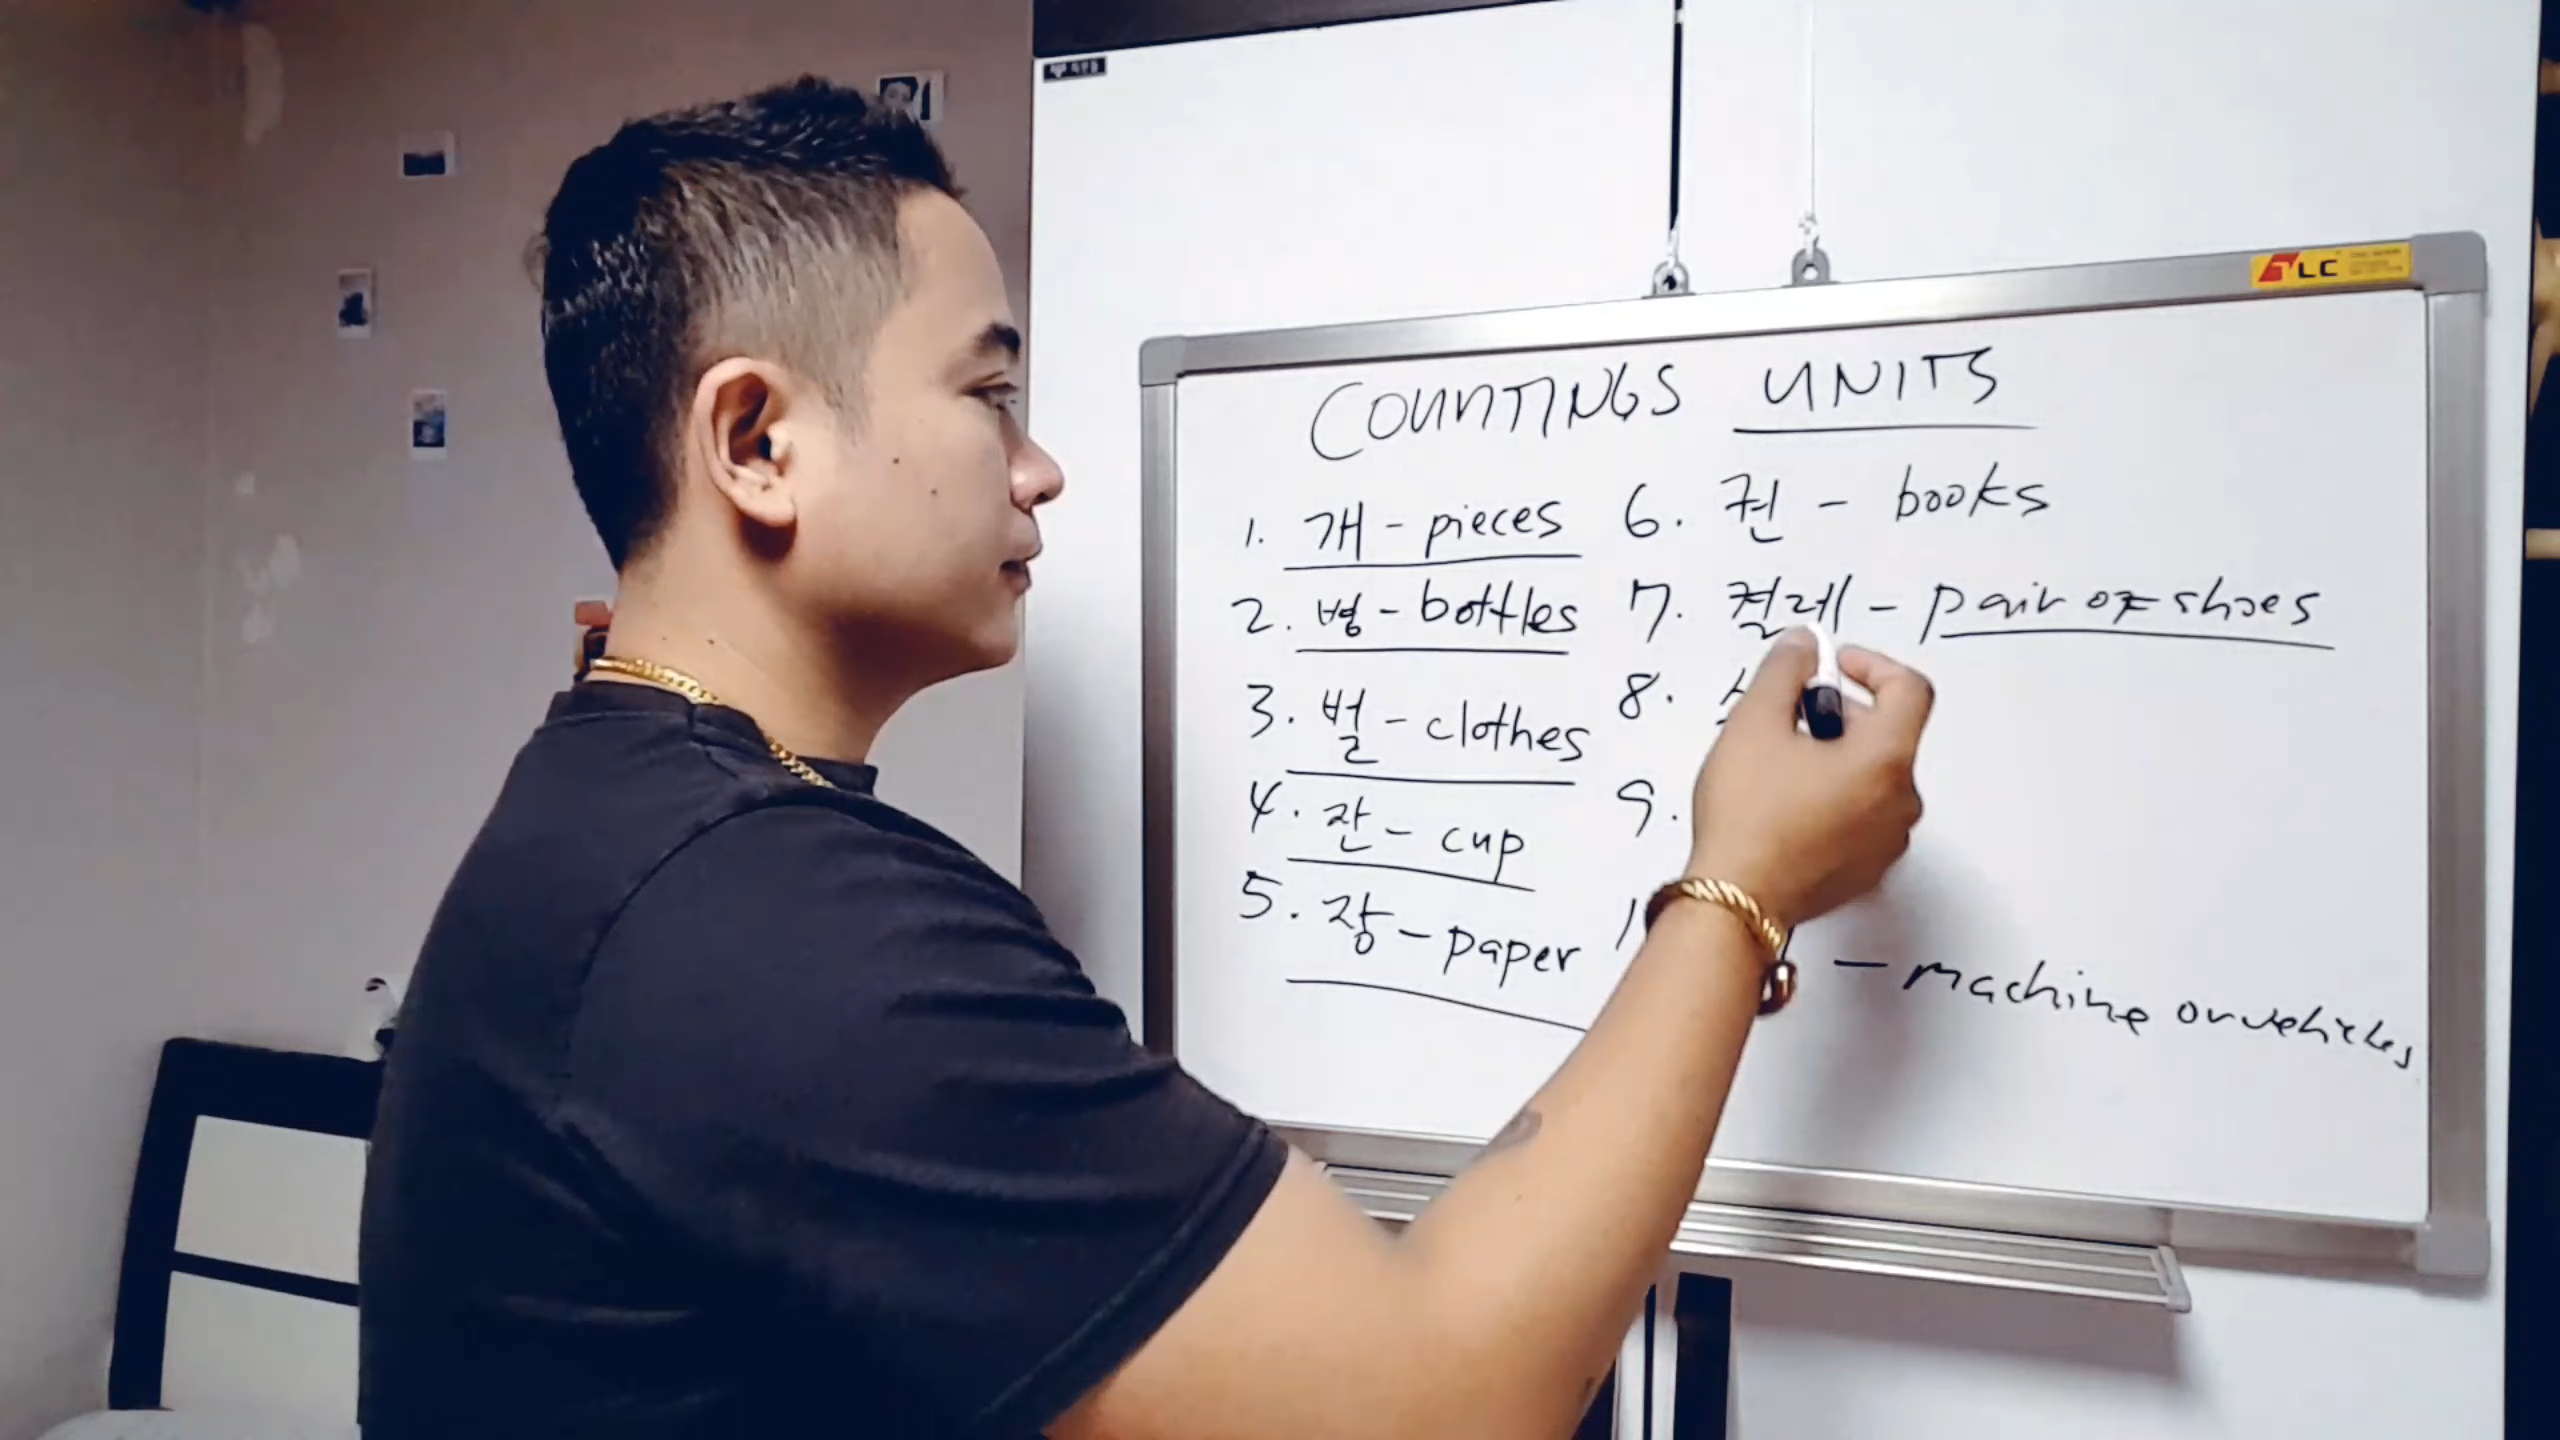 TLC
COUNTINGS UNITS
1. 개 - pieces
2. 병 - bottles
3. 벌 - clothes
4. 잔 - cup
5. 장 - paper
6. 권 - books
7. 켤레 - pair of shoes
8.
9.
- machine or vehicles